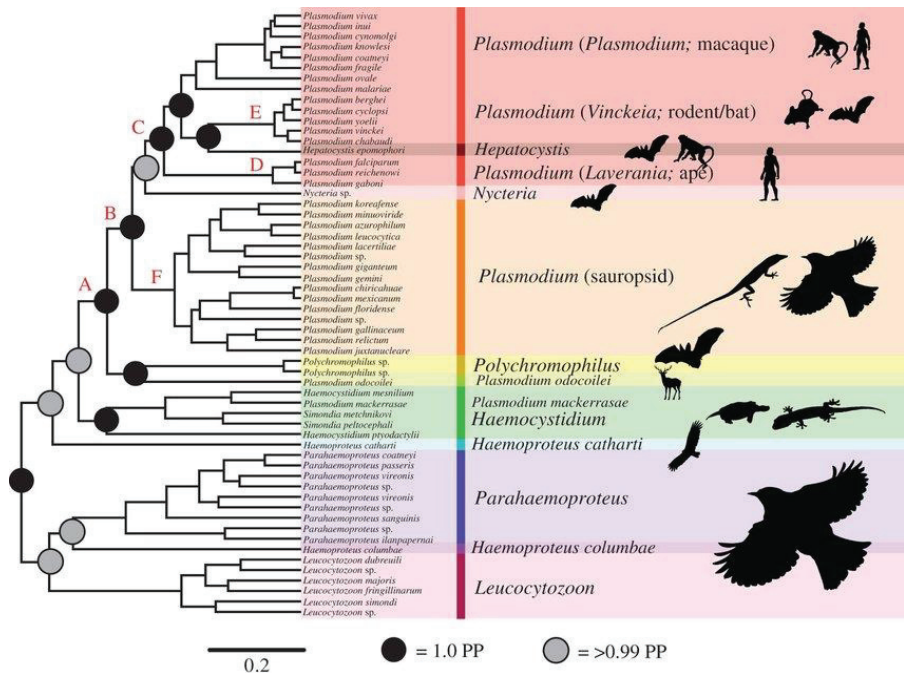 Plasmodium vivax
Plasmodium inui
Plasmodium cynomolgi
Plasmodium knowlesi
Plasmodium coatneyi
Plasmodium fragile
Plasmodium ovale
Plasmodium malariae
Plasmodium berghei
Plasmodium cyclopsi
Plasmodium yoelii
Plasmodium vinckei
Plasmodium chabaudi
Hepatocystis epomophori
Plasmodium falciparum
Plasmodium reichenowi
Plasmodium gaboni
Nycteria sp.
Plasmodium koreafense
Plasmodium minuoviride
Plasmodium azurophilum
Plasmodium leucocytica
Plasmodium lacertiliae
Plasmodium sp.
Plasmodium giganteum
Plasmodium gemini
Plasmodium chiricahuae
Plasmodium mexicanum
Plasmodium floridense
Plasmodium sp.
Plasmodium gallinaceum
Plasmodium relictum
Plasmodium juxtanucleare
Polychromophilus sp.
Polychromophilus sp.
Plasmodium odocoilei
Haemocystidium mesnilium
Plasmodium mackerrasae
Simondia metchnikovi
Simondia peltocephali
Haemocystidium ptyodactylii
Haemoproteus catharti
Parahaemoproteus coatneyi
Parahaemoproteus passeris
Parahaemoproteus vireonis
Parahaemoproteus sp.
Parahaemoproteus vireonis
Parahaemoproteus sp.
Parahaemoproteus sanguinis
Parahaemoproteus sp.
Parahaemoproteus ilanpapernai
Haemoproteus columbae
Leucocytozoon dubreuili
Leucocytozoon sp.
Leucocytozoon majoris
Leucocytozoon fringillinarum
Leucocytozoon simondi
Leucocytozoon sp.
E
C
D
B
F
A
Plasmodium (Plasmodium; macaque)
Plasmodium (Vinckeia; rodent/bat)
Hepatocystis
Plasmodium (Laverania; ape)
Nycteria
Plasmodium (sauropsid)
Polychromophilus
Plasmodium odocoilei
Plasmodium mackerrasae
Haemocystidium
Haemoproteus catharti
Parahaemoproteus
Haemoproteus columbae
Leucocytozoon
0.2
= 1.0 PP
= >0.99 PP